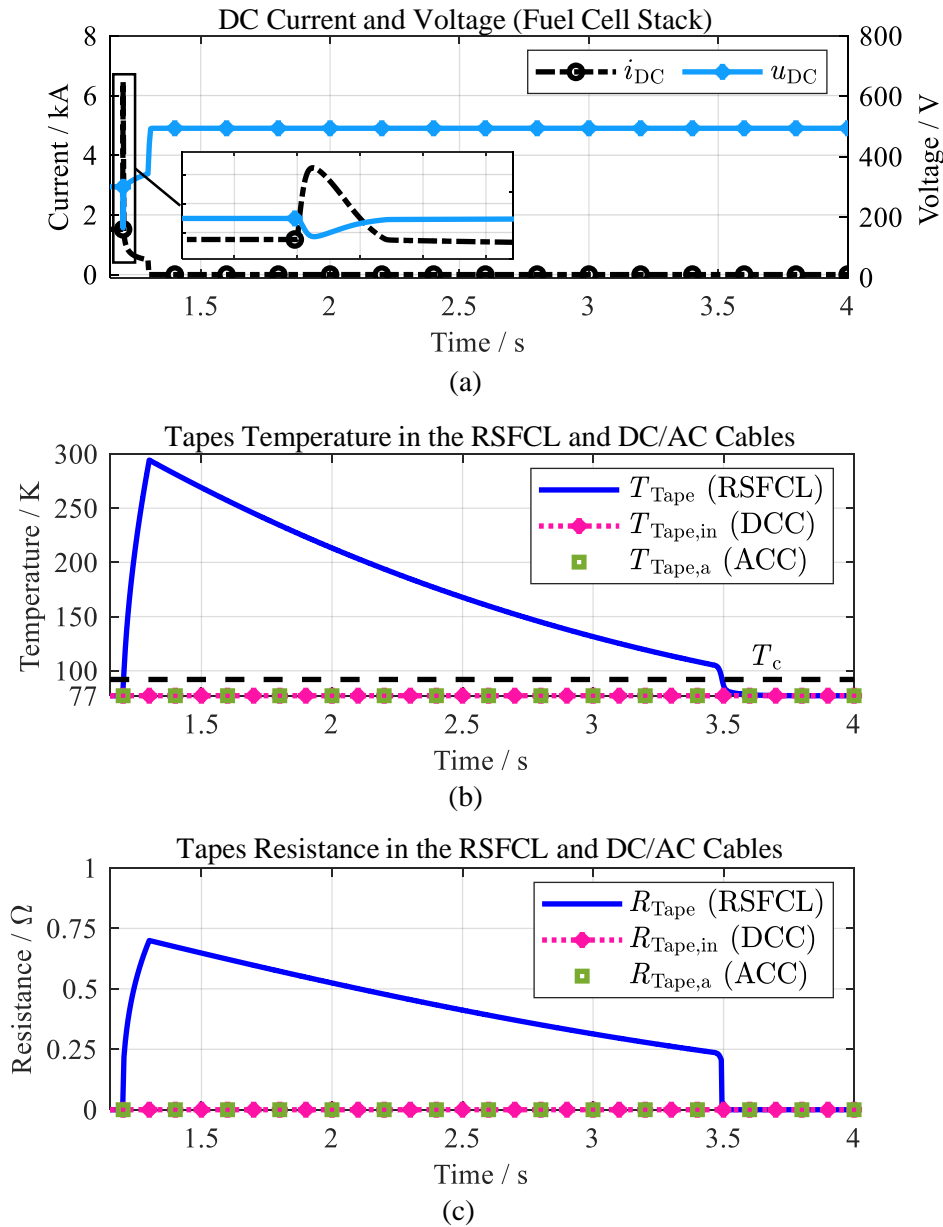 DC Current and Voltage (Fuel Cell Stack)
8 800
6 600
4 400
2 200
0 0
Current / kA
Voltage / V
i_DC u_DC
1.5 2 2.5 3 3.5 4
Time / s
(a)
Tapes Temperature in the RSFCL and DC/AC Cables
300
250
200
150
100
77
Temperature / K
T_Tape (RSFCL)
T_Tape,in (DCC)
T_Tape,a (ACC)
T_c
1.5 2 2.5 3 3.5 4
Time / s
(b)
Tapes Resistance in the RSFCL and DC/AC Cables
1
0.75
0.5
0.25
0
Resistance / Ω
R_Tape (RSFCL)
R_Tape,in (DCC)
R_Tape,a (ACC)
1.5 2 2.5 3 3.5 4
Time / s
(c)